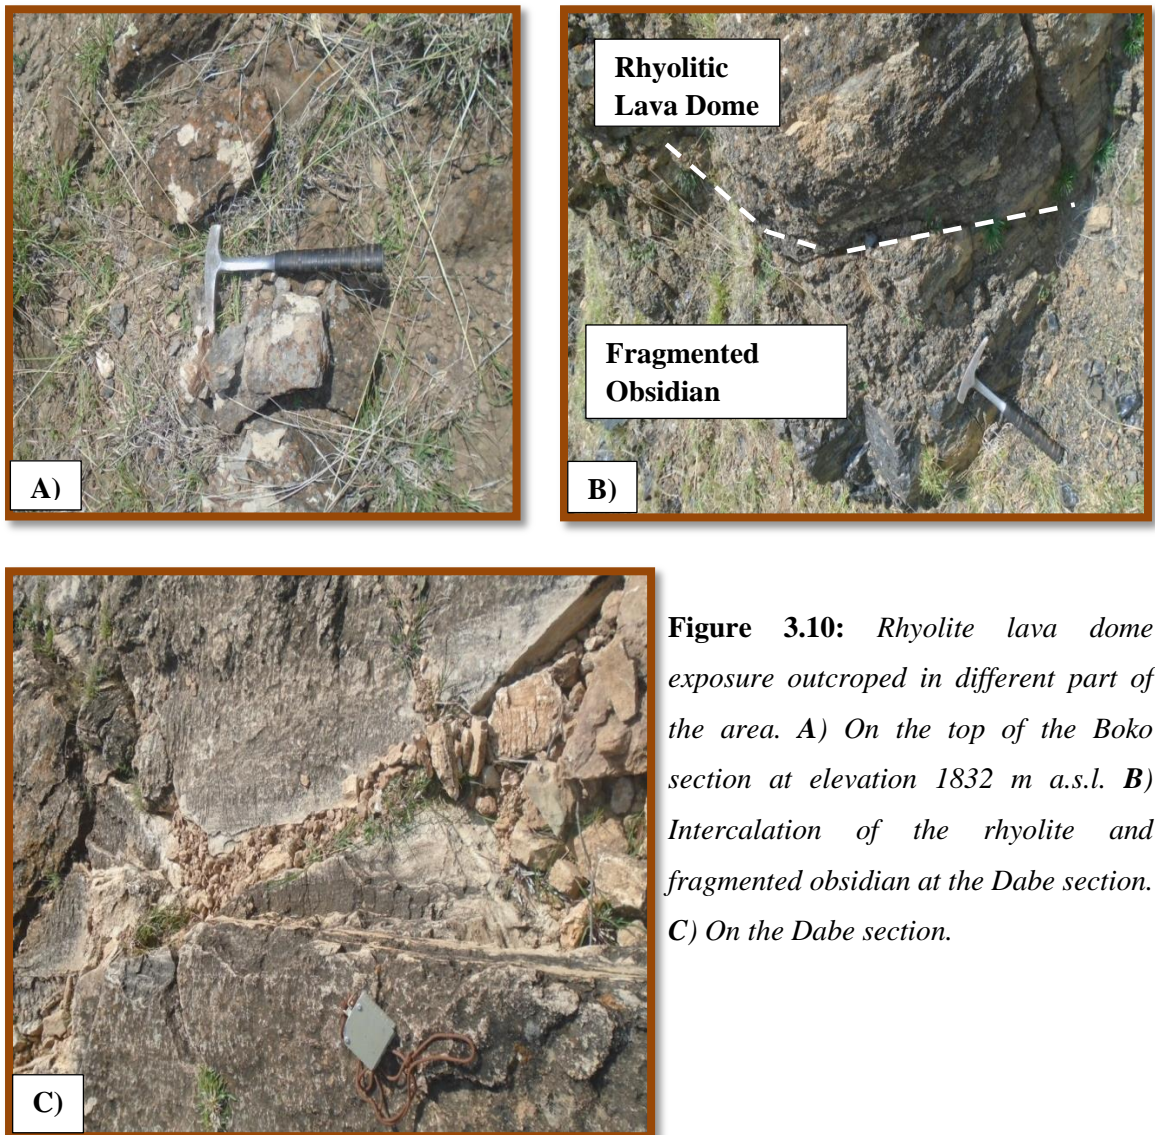 Rhyolitic
Lava Dome
Fragmented
Obsidian
A)
B)
C)
Figure 3.10: Rhyolite lava dome
exposure outcroped in different part of
the area. A) On the top of the Boko
section at elevation 1832 m a.s.l. B)
Intercalation of the rhyolite and
fragmented obsidian at the Dabe section.
C) On the Dabe section.